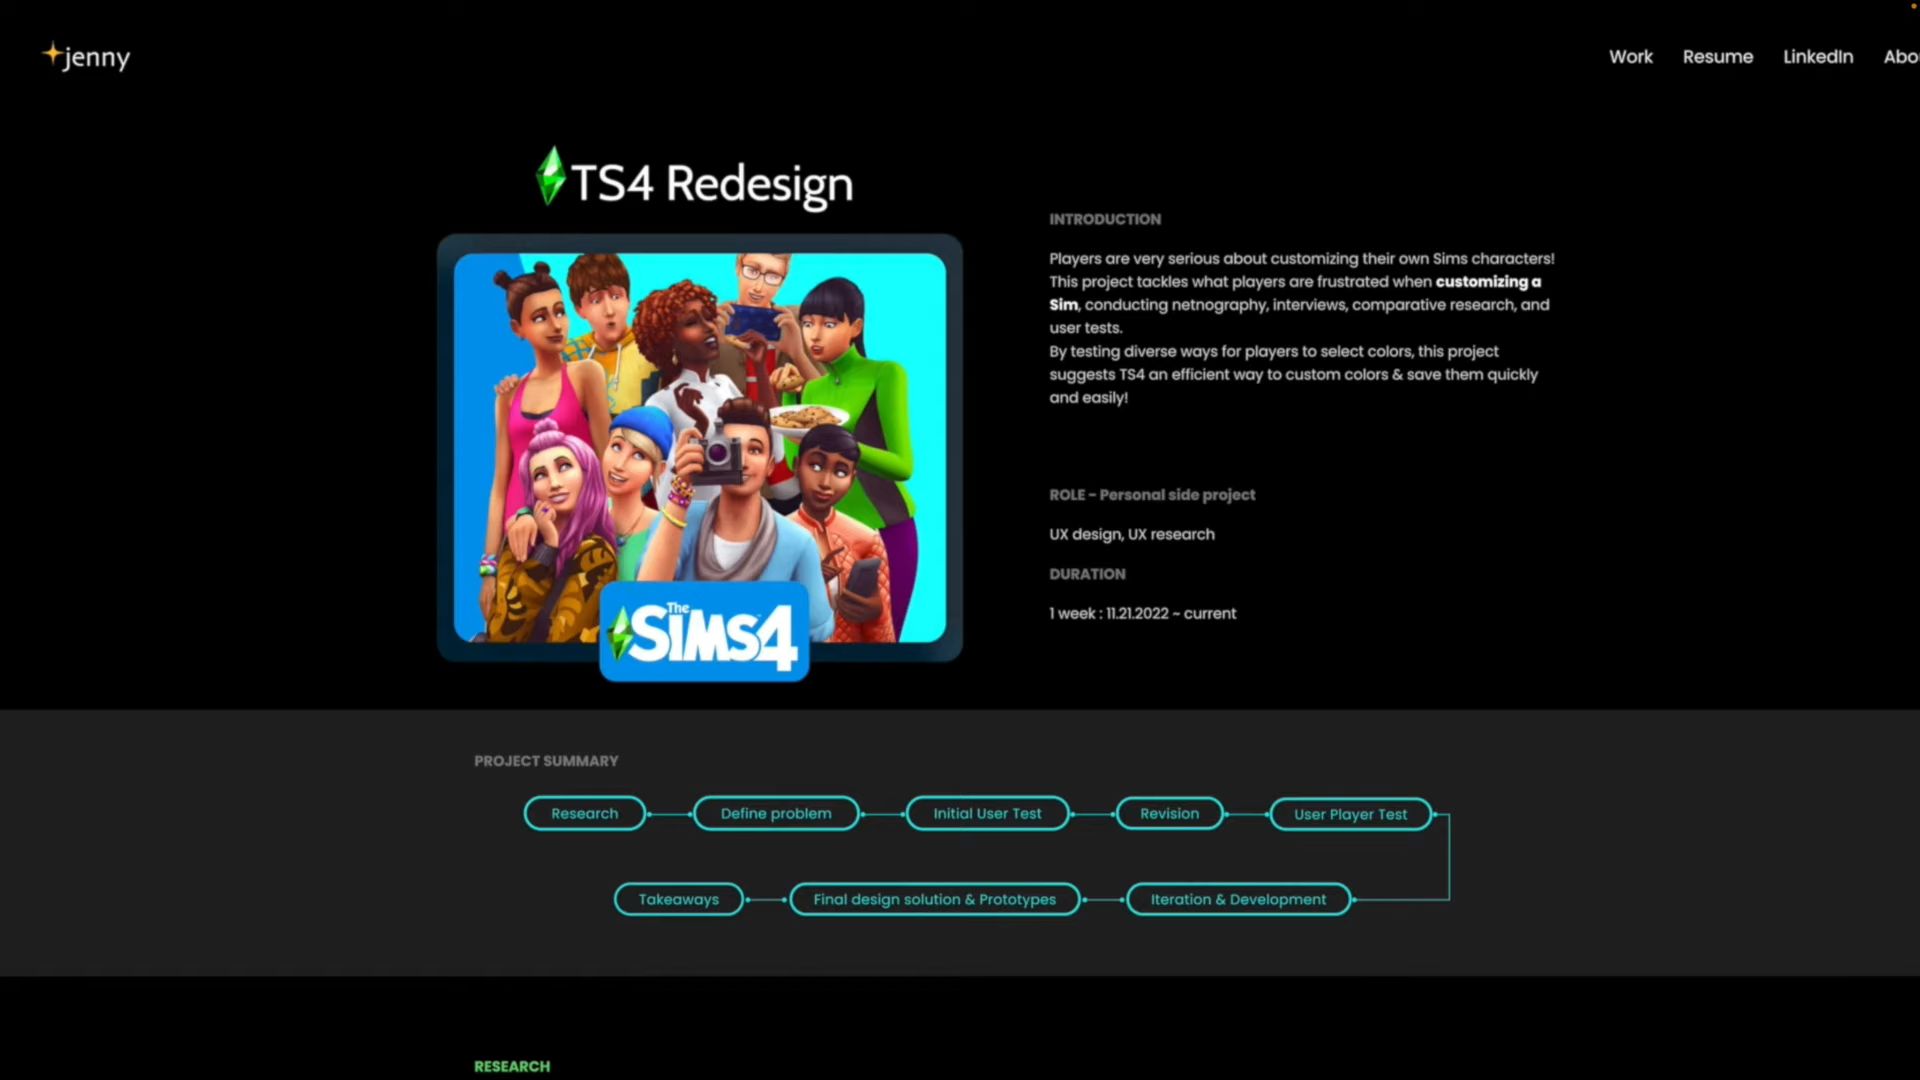 jenny
Work
Resume
LinkedIn
Abo
TS4 Redesign
The
SIMS4
INTRODUCTION
Players are very serious about customizing their own Sims characters!
This project tackles what players are frustrated when customizing a
Sim, conducting netnography, interviews, comparative research, and
user tests.
By testing diverse ways for players to select colors, this project
suggests TS4 an efficient way to custom colors & save them quickly
and easily!
ROLE - Personal side project
UX design, UX research
DURATION
1 week : 11.21.2022 ~ current
PROJECT SUMMARY
Research
Define problem
Initial User Test
Revision
User Player Test
Takeaways
Final design solution & Prototypes
Iteration & Development
RESEARCH